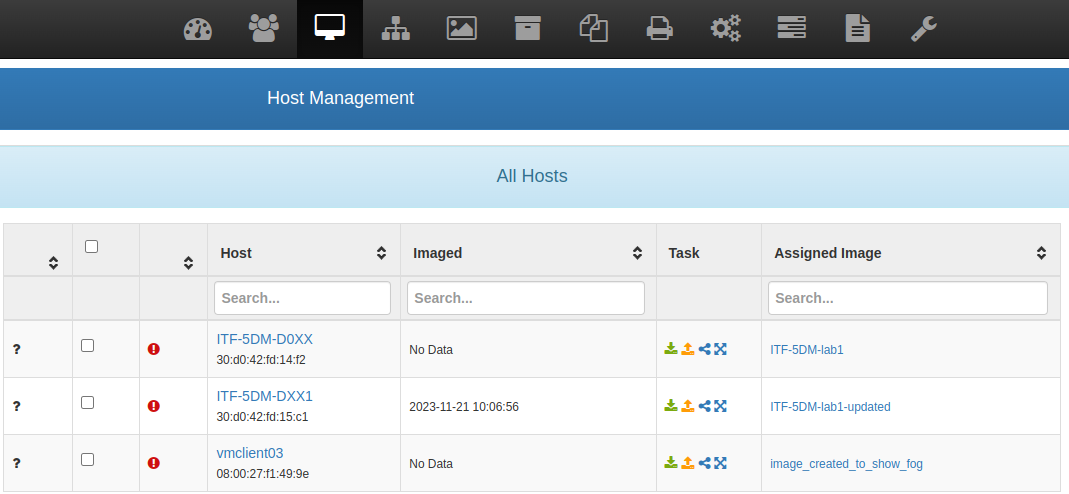 Host Management
All Hosts
Host Imaged Task Assigned Image
Search... Search... Search...
? ITF-5DM-D0XX
30:d0:42:fd:14:f2 No Data ITF-5DM-lab1
? ITF-5DM-DXX1
30:d0:42:fd:15:c1 2023-11-21 10:06:56 ITF-5DM-lab1-updated
? vmclient03
08:00:27:f1:49:9e No Data image_created_to_show_fog